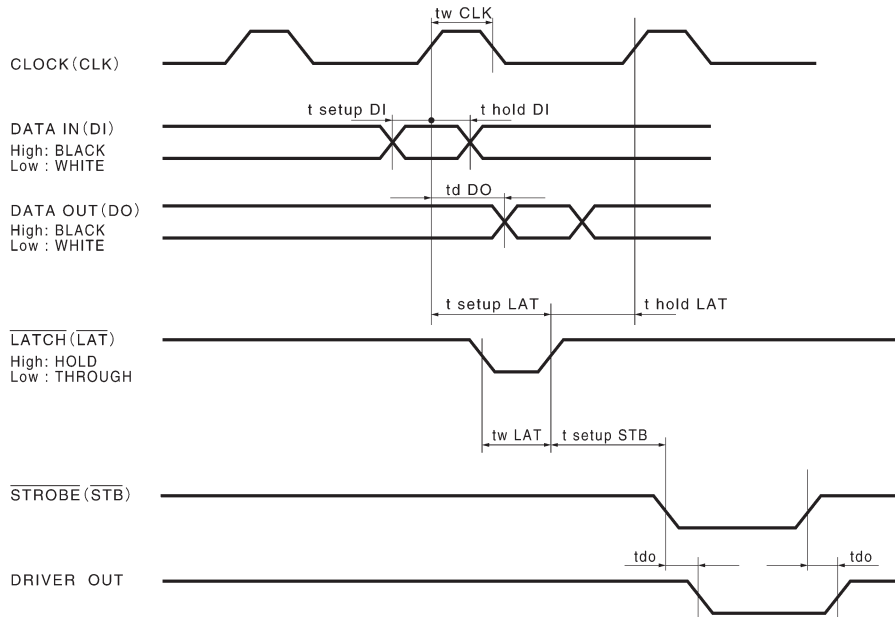 tw CLK
CLOCK(CLK)
t setup DI
t hold DI
DATA IN(DI)
High: BLACK
Low : WHITE
td DO
DATA OUT(DO)
High: BLACK
Low : WHITE
t setup LAT
t hold LAT
LATCH(LAT)
High: HOLD
Low : THROUGH
tw LAT
t setup STB
STROBE(STB)
tdo
tdo
DRIVER OUT